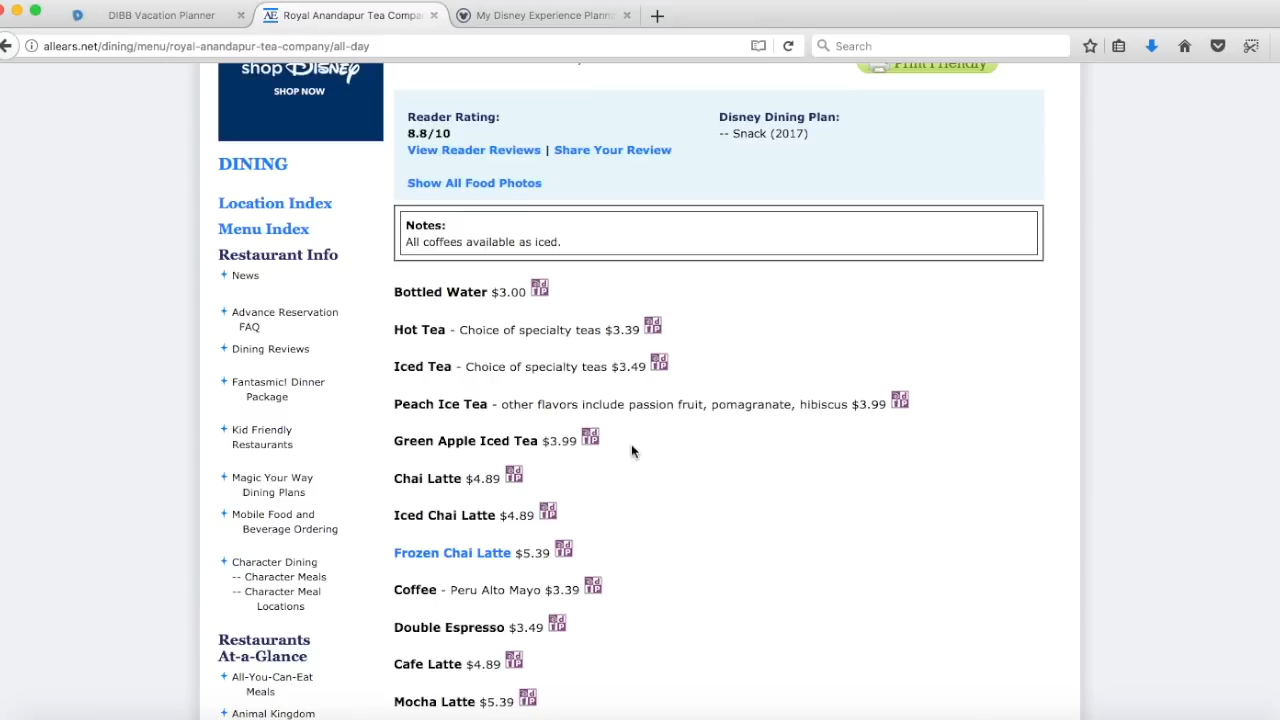 DIBB Vacation Planner
Royal Anandapur Tea Compa
My Disney Experience Plann
allears.net/dining/menu/royal-anandapur-tea-company/all-day
Search
shop Disney
SHOP NOW
Print Friendly
Reader Rating:
8.8/10
View Reader Reviews | Share Your Review
Show All Food Photos
Disney Dining Plan:
-- Snack (2017)
DINING
Location Index
Menu Index
Restaurant Info
News
Advance Reservation
FAQ
Dining Reviews
Fantasmic! Dinner
Package
Kid Friendly
Restaurants
Magic Your Way
Dining Plans
Mobile Food and
Beverage Ordering
Character Dining
-- Character Meals
-- Character Meal
Locations
Restaurants
At-a-Glance
All-You-Can-Eat
Meals
Animal Kingdom
Notes:
All coffees available as iced.
Bottled Water $3.00
Hot Tea - Choice of specialty teas $3.39
Iced Tea - Choice of specialty teas $3.49
Peach Ice Tea - other flavors include passion fruit, pomagranate, hibiscus $3.99
Green Apple Iced Tea $3.99
Chai Latte $4.89
Iced Chai Latte $4.89
Frozen Chai Latte $5.39
Coffee - Peru Alto Mayo $3.39
Double Espresso $3.49
Cafe Latte $4.89
Mocha Latte $5.39